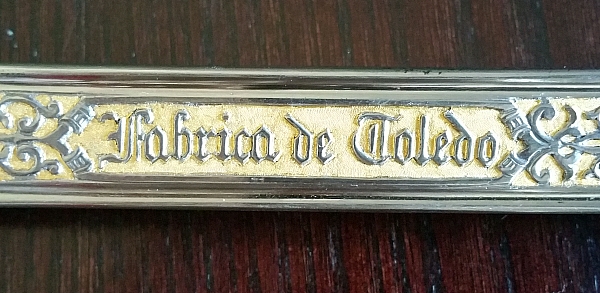 Fabrica de Toledo